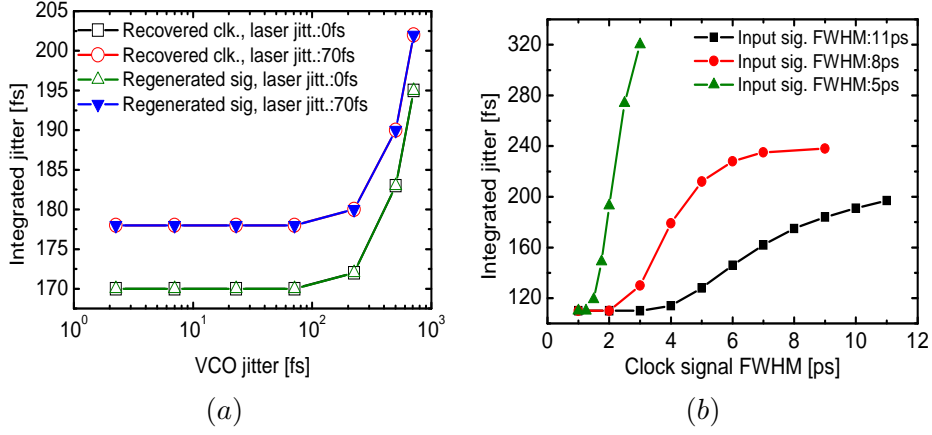 205
200
195
190
185
180
175
170
Integrated jitter [fs]
Recovered clk., laser jitt.:0fs
Recovered clk., laser jitt.:70fs
Regenerated sig, laser jitt.:0fs
Regenerated sig, laser jitt.:70fs
10^0 10^1 10^2 10^3
VCO jitter [fs]
(a)
320
280
240
200
160
120
Integrated jitter [fs]
Input sig. FWHM:11ps
Input sig. FWHM:8ps
Input sig. FWHM:5ps
0 2 4 6 8 10 12
Clock signal FWHM [ps]
(b)